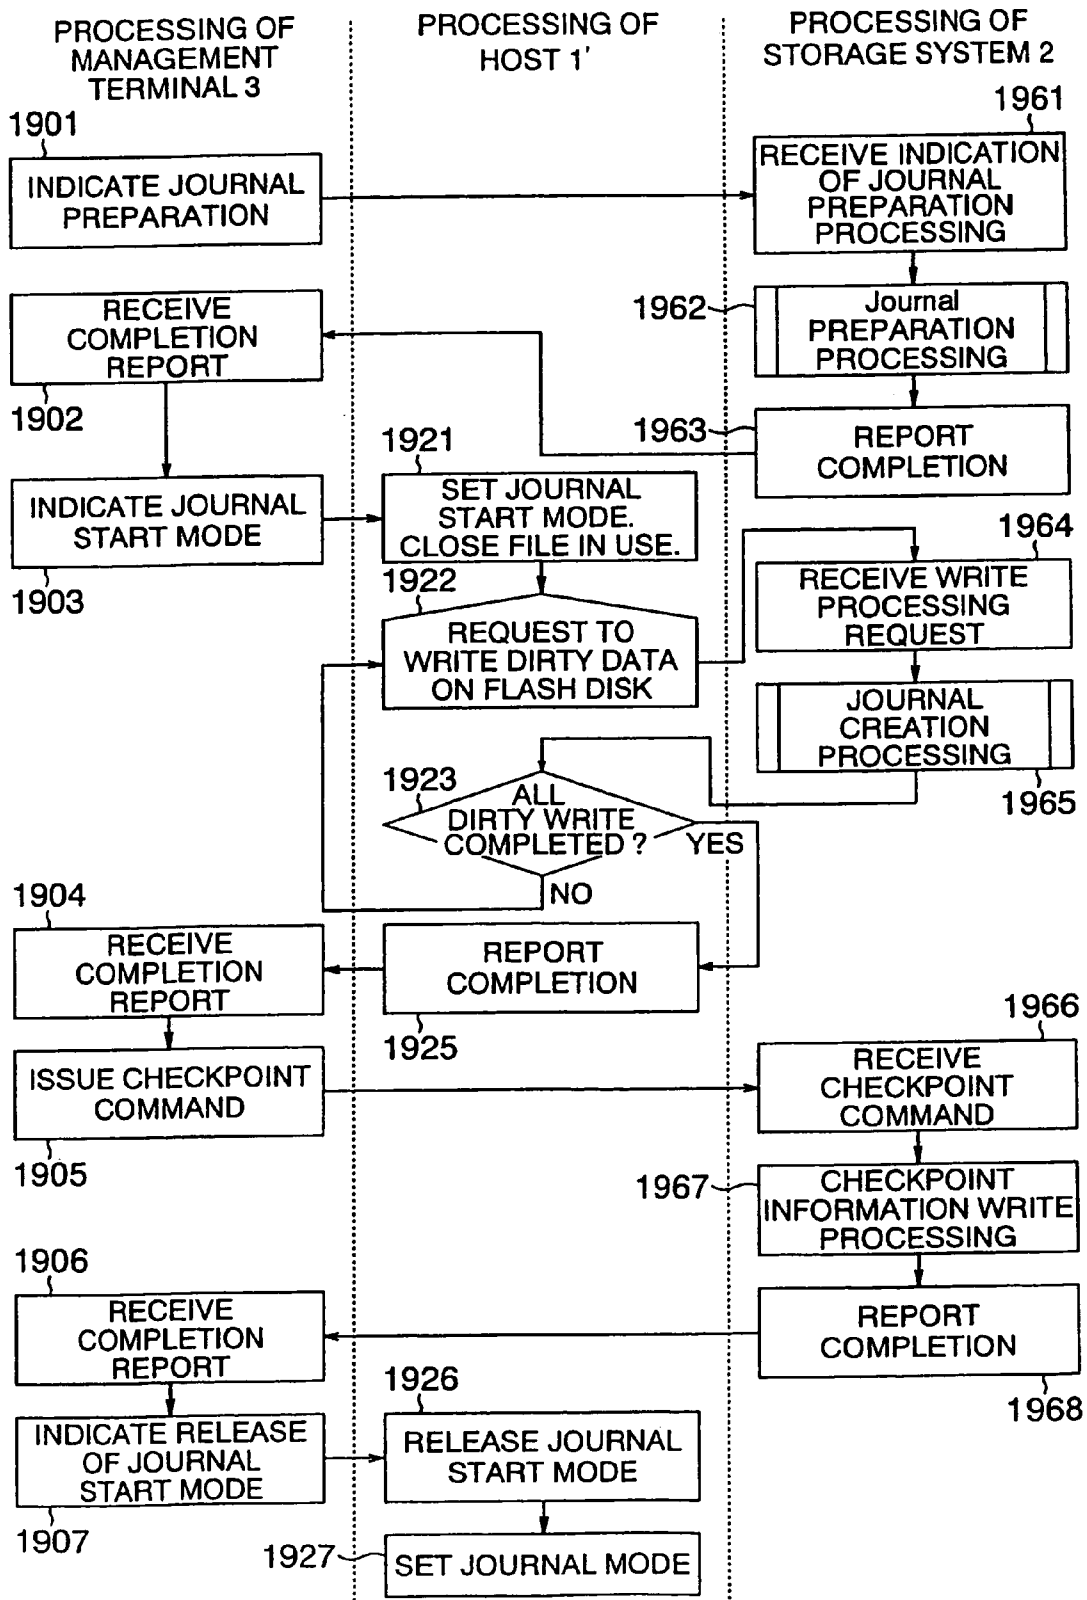 PROCESSING OF
MANAGEMENT
TERMINAL 3
PROCESSING OF
HOST 1'
PROCESSING OF
STORAGE SYSTEM 2
1901
INDICATE JOURNAL
PREPARATION
1961
RECEIVE INDICATION
OF JOURNAL
PREPARATION
PROCESSING
1962
Journal
PREPARATION
PROCESSING
RECEIVE
COMPLETION
REPORT
1902
1963
REPORT
COMPLETION
INDICATE JOURNAL
START MODE
1903
1921
SET JOURNAL
START MODE.
CLOSE FILE IN USE.
1922
REQUEST TO
WRITE DIRTY DATA
ON FLASH DISK
1964
RECEIVE WRITE
PROCESSING
REQUEST
JOURNAL
CREATION
PROCESSING
1965
1923
ALL
DIRTY WRITE
COMPLETED ?
YES
NO
1904
RECEIVE
COMPLETION
REPORT
REPORT
COMPLETION
1925
ISSUE CHECKPOINT
COMMAND
1905
1966
RECEIVE
CHECKPOINT
COMMAND
1967
CHECKPOINT
INFORMATION WRITE
PROCESSING
1906
RECEIVE
COMPLETION
REPORT
REPORT
COMPLETION
1968
INDICATE RELEASE
OF JOURNAL
START MODE
1907
1926
RELEASE JOURNAL
START MODE
1927
SET JOURNAL MODE